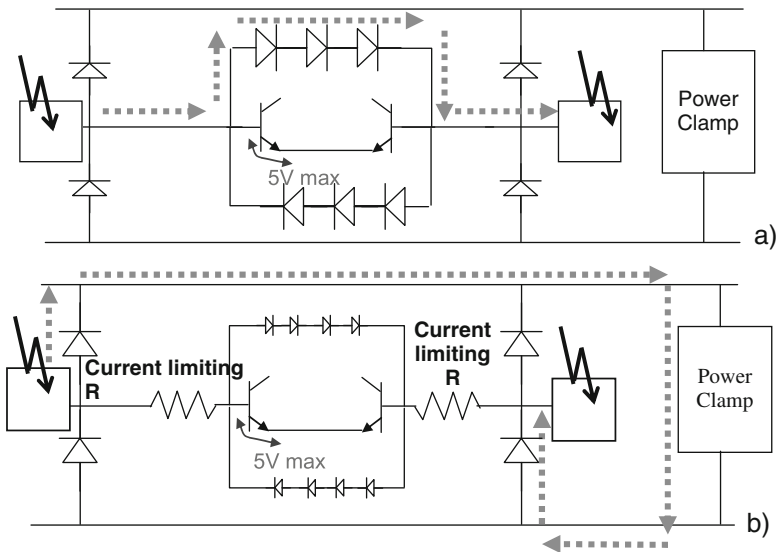 Power
Clamp
5V max
a)
Current limiting
R
Current
limiting
R
Power
Clamp
5V max
b)